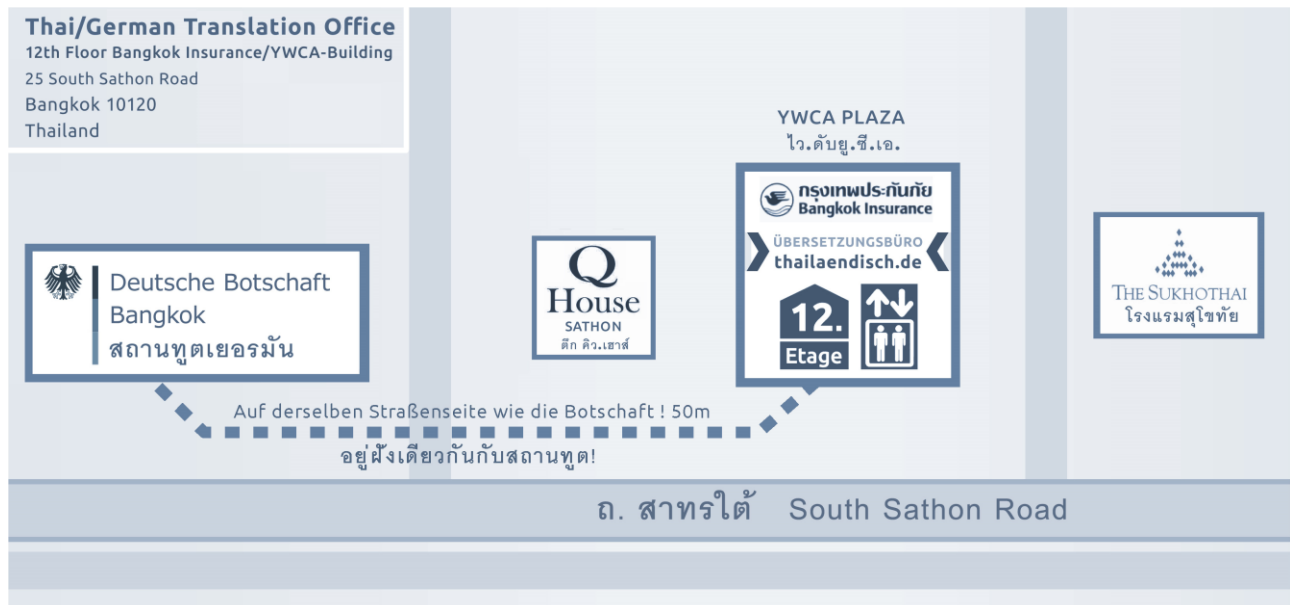 Thai/German Translation Office
12th Floor Bangkok Insurance/YWCA-Building
25 South Sathon Road
Bangkok 10120
Thailand
YWCA PLAZA
ไว.ดับยู.ซี.เอ.
กรุงเทพประกันภัย
Bangkok Insurance
ÜBERSETZUNGSBÜRO
thailaendisch.de
12.
Etage
Deutsche Botschaft
Bangkok
สถานทูตเยอรมัน
Q
House
SATHON
ตึก คิว.เฮาส์
THE SUKHOTHAI
โรงแรมสุโขทัย
Auf derselben Straßenseite wie die Botschaft ! 50m
อยู่ฝั่งเดียวกันกับสถานทูต!
ถ. สาทรใต้ South Sathon Road